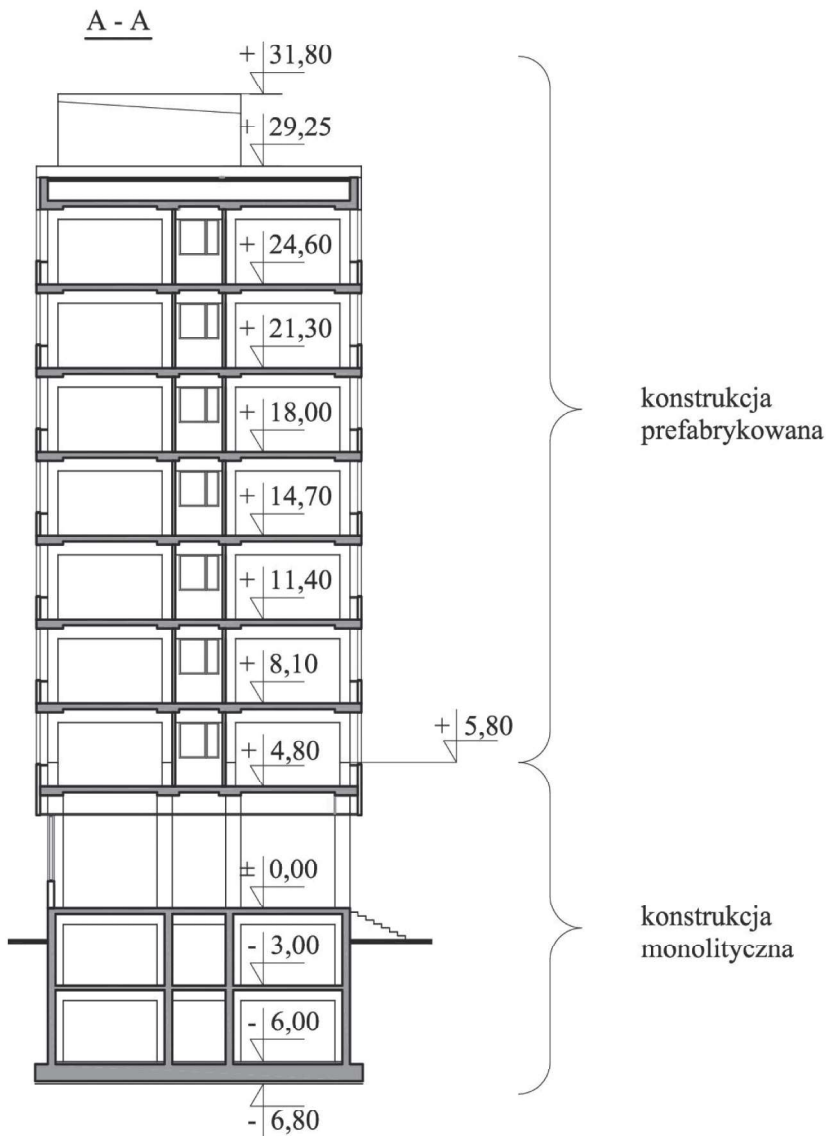 A - A
+ 31,80
+ 29,25
+ 24,60
+ 21,30
+ 18,00
konstrukcja
prefabrykowana
+ 14,70
+ 11,40
+ 8,10
+ 5,80
+ 4,80
± 0,00
konstrukcja
monolityczna
- 3,00
- 6,00
- 6,80